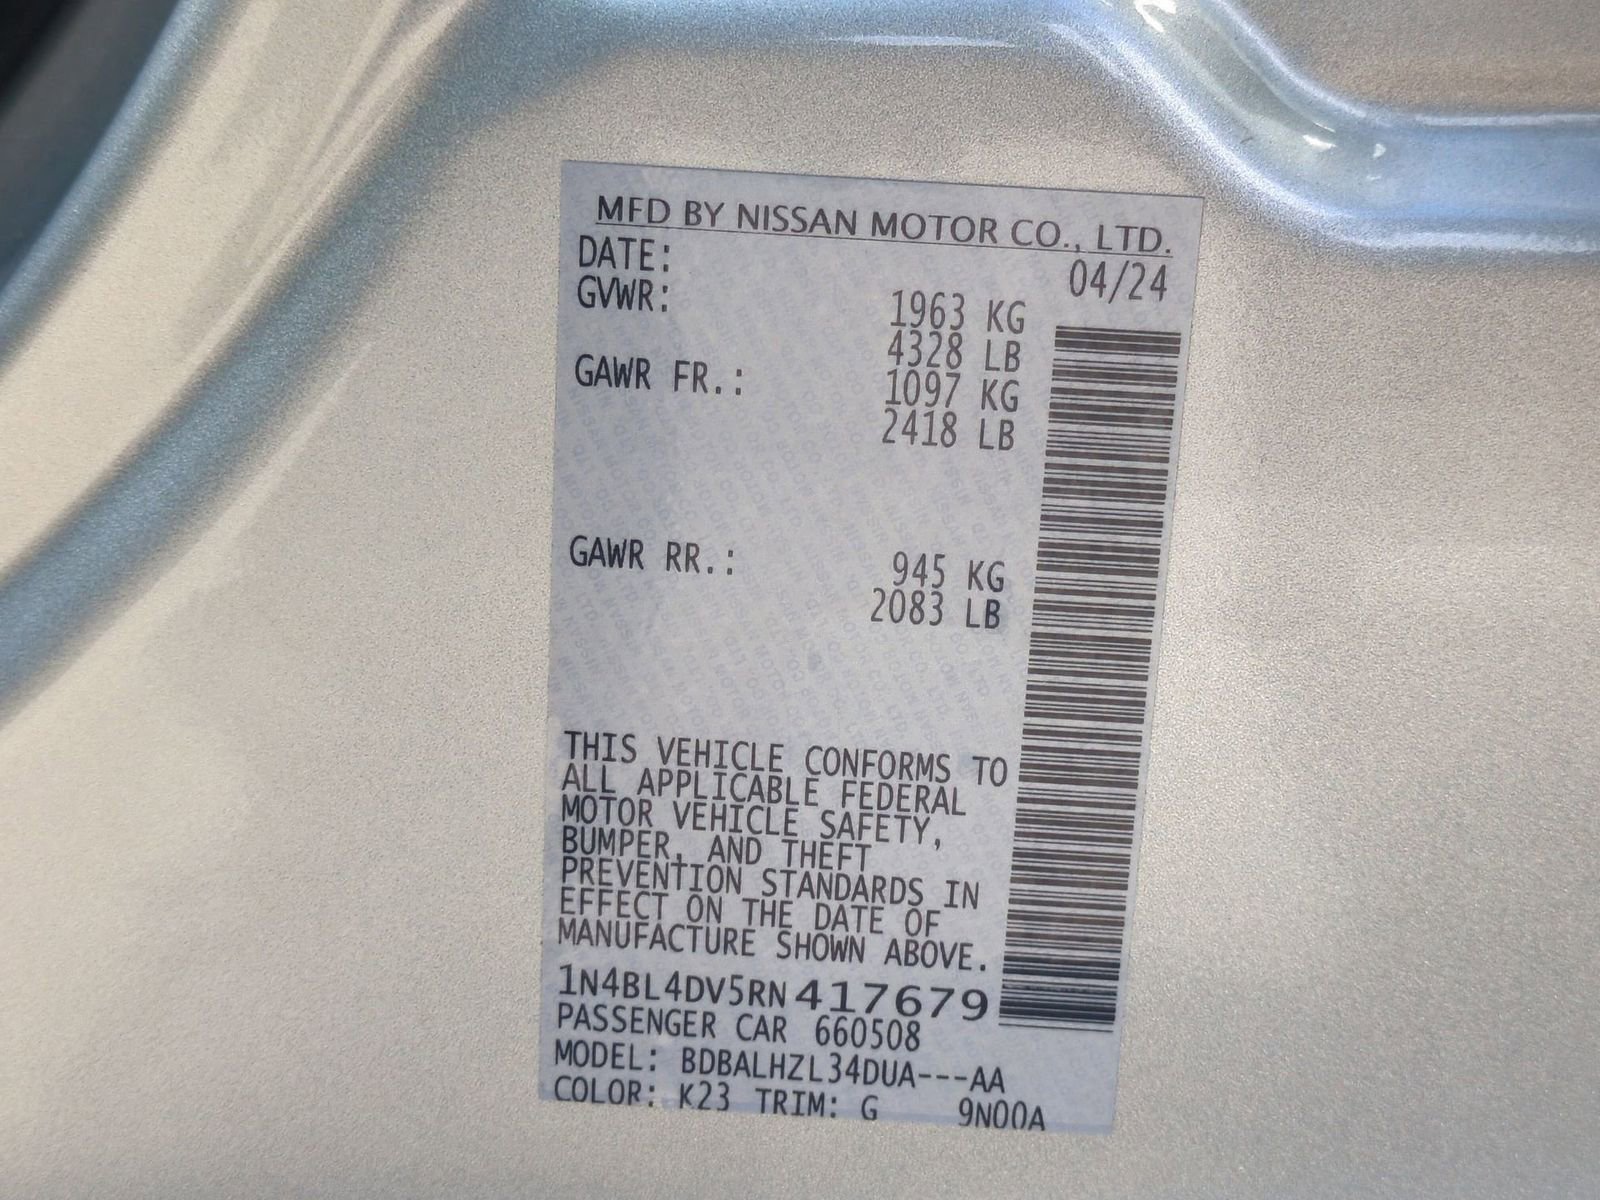 MFD BY NISSAN MOTOR CO., LTD.
DATE: 04/24
GVWR: 1963 KG
4328 LB
GAWR FR.: 1097 KG
2418 LB
GAWR RR.: 945 KG
2083 LB
THIS VEHICLE CONFORMS TO
ALL APPLICABLE FEDERAL
MOTOR VEHICLE SAFETY,
BUMPER, AND THEFT
PREVENTION STANDARDS IN
EFFECT ON THE DATE OF
MANUFACTURE SHOWN ABOVE.
1N4BL4DV5RN417679
PASSENGER CAR 660508
MODEL: BDBALHZL34DUA---AA
COLOR: K23 TRIM: G 9N00A